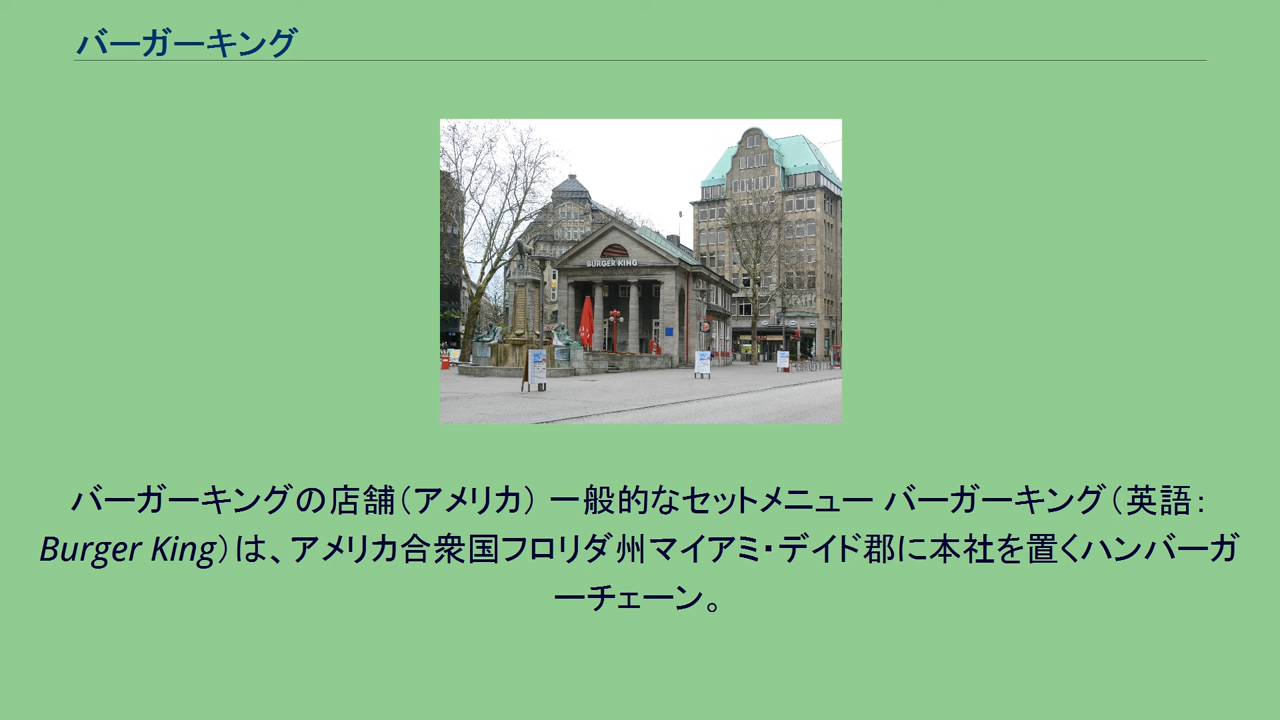 バーガーキング
BURGER KING
バーガーキングの店舗（アメリカ） 一般的なセットメニュー バーガーキング（英語：
Burger King）は、アメリカ合衆国フロリダ州マイアミ・デイド郡に本社を置くハンバーガ
ーチェーン。